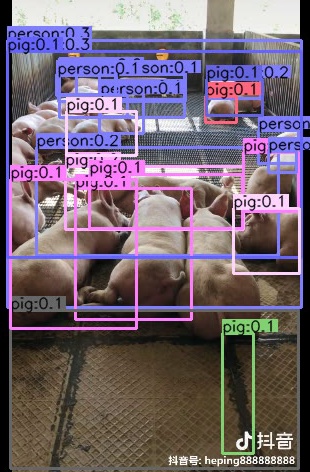 person:0.3
pig:0.1 :0.3
person:0.1 son:0.1
pig:0.1 :0.2
person:0.1
pig:0.1
pig:0.1
person
person:0.2
pig
perso
pig:0.1
pig:0.1
pig:0.1
pig:0.1
pig:0.1
pig:0.1
抖音
抖音号: heping888888888